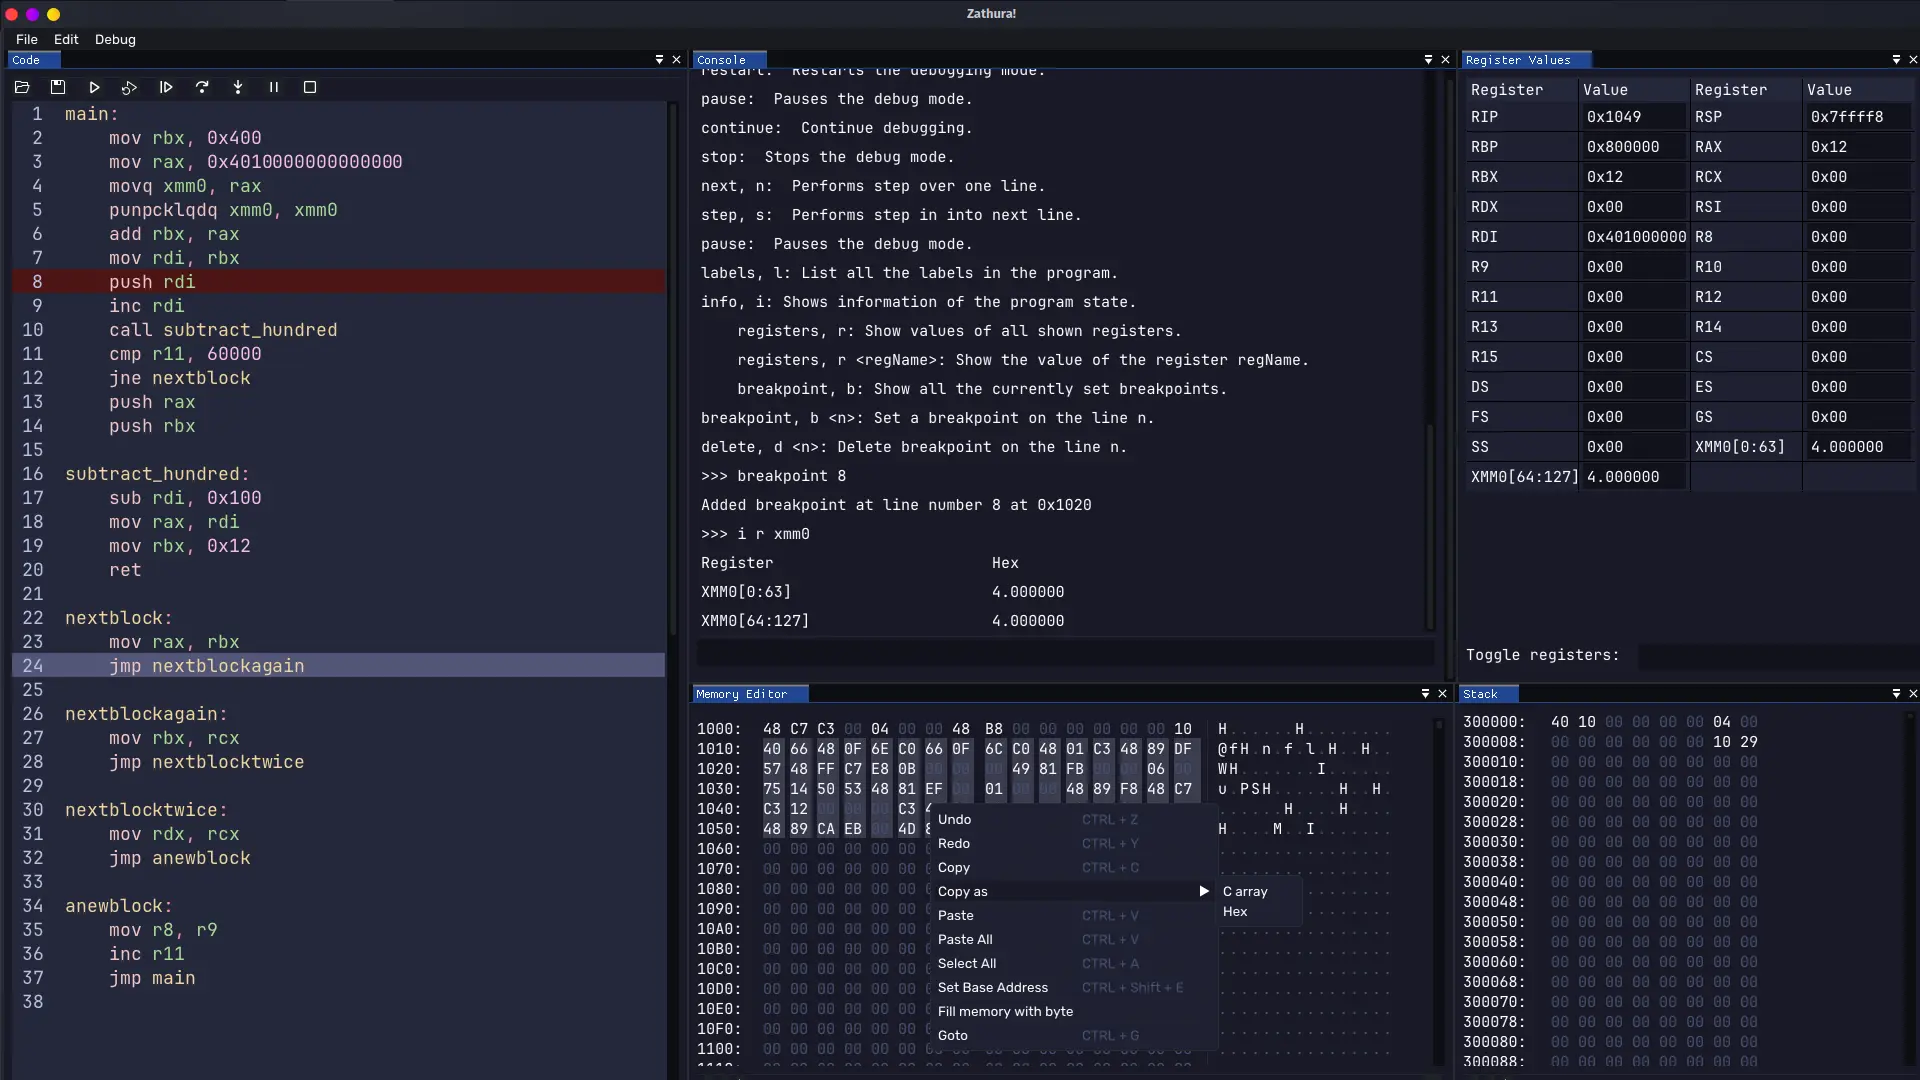 Zathura!
File Edit Debug
Code
1 main:
2 mov rbx, 0x400
3 mov rax, 0x4010000000000000
4 movq xmm0, rax
5 punpcklqdq xmm0, xmm0
6 add rbx, rax
7 mov rdi, rbx
8 push rdi
9 inc rdi
10 call subtract_hundred
11 cmp r11, 60000
12 jne nextblock
13 push rax
14 push rbx
15
16 subtract_hundred:
17 sub rdi, 0x100
18 mov rax, rdi
19 mov rbx, 0x12
20 ret
21
22 nextblock:
23 mov rax, rbx
24 jmp nextblockagain
25
26 nextblockagain:
27 mov rbx, rcx
28 jmp nextblocktwice
29
30 nextblocktwice:
31 mov rdx, rcx
32 jmp anewblock
33
34 anewblock:
35 mov r8, r9
36 inc r11
37 jmp main
38
Console
restart: Restarts the debugging mode.
pause: Pauses the debug mode.
continue: Continue debugging.
stop: Stops the debug mode.
next, n: Performs step over one line.
step, s: Performs step in into next line.
pause: Pauses the debug mode.
labels, l: List all the labels in the program.
info, i: Shows information of the program state.
registers, r: Show values of all shown registers.
registers, r <regName>: Show the value of the register regName.
breakpoint, b: Show all the currently set breakpoints.
breakpoint, b <n>: Set a breakpoint on the line n.
delete, d <n>: Delete breakpoint on the line n.
>>> breakpoint 8
Added breakpoint at line number 8 at 0x1020
>>> i r xmm0
Register Hex
XMM0[0:63] 4.000000
XMM0[64:127] 4.000000
Register Values
Register Value Register Value
RIP 0x1049 RSP 0x7ffff8
RBP 0x800000 RAX 0x12
RBX 0x12 RCX 0x00
RDX 0x00 RSI 0x00
RDI 0x401000000 R8 0x00
R9 0x00 R10 0x00
R11 0x00 R12 0x00
R13 0x00 R14 0x00
R15 0x00 CS 0x00
DS 0x00 ES 0x00
FS 0x00 GS 0x00
SS 0x00 XMM0[0:63] 4.000000
XMM0[64:127] 4.000000
Toggle registers:
Memory Editor
1000: 48 C7 C3 00 04 00 00 48 B8 00 00 00 00 00 00 10 H......H........
1010: 40 66 48 0F 6E C0 66 0F 6C C0 48 01 C3 48 89 DF @fH.n.f.l.H..H..
1020: 57 48 FF C7 E8 0B 00 00 00 49 81 FB 00 00 06 00 WH.......I......
1030: 75 14 50 53 48 81 EF 00 01 00 00 48 89 F8 48 C7 u.PSH......H..H.
1040: C3 12 00 00 00 C3 4 .....H...H.
1050: 48 89 CA EB 00 4D 8 H....M..I.......
1060: 00 00 00 00 00 00
1070: 00 00 00 00 00 00
1080: 00 00 00 00 00 00
1090: 00 00 00 00 00 00
10A0: 00 00 00 00 00 00
10B0: 00 00 00 00 00 00
10C0: 00 00 00 00 00 00
10D0: 00 00 00 00 00 00
10E0: 00 00 00 00 00 00
10F0: 00 00 00 00 00 00
1100: 00 00 00 00 00 00
Undo CTRL + Z
Redo CTRL + Y
Copy CTRL + C
Copy as
Paste CTRL + V
Paste All CTRL + V
Select All CTRL + A
Set Base Address CTRL + Shift + E
Fill memory with byte
Goto CTRL + G
C array
Hex
Stack
300000: 40 10 00 00 00 00 04 00
300008: 00 00 00 00 00 00 10 29
300010: 00 00 00 00 00 00 00 00
300018: 00 00 00 00 00 00 00 00
300020: 00 00 00 00 00 00 00 00
300028: 00 00 00 00 00 00 00 00
300030: 00 00 00 00 00 00 00 00
300038: 00 00 00 00 00 00 00 00
300040: 00 00 00 00 00 00 00 00
300048: 00 00 00 00 00 00 00 00
300050: 00 00 00 00 00 00 00 00
300058: 00 00 00 00 00 00 00 00
300060: 00 00 00 00 00 00 00 00
300068: 00 00 00 00 00 00 00 00
300070: 00 00 00 00 00 00 00 00
300078: 00 00 00 00 00 00 00 00
300080: 00 00 00 00 00 00 00 00
300088: 00 00 00 00 00 00 00 00